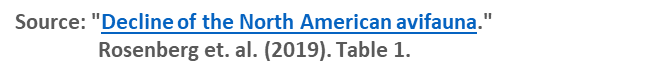 Source: "Decline of the North American avifauna."
Rosenberg et. al. (2019). Table 1.